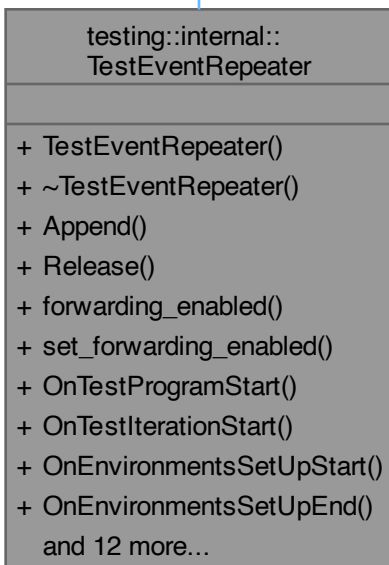 testing::internal::
TestEventRepeater
+ TestEventRepeater()
+ ~TestEventRepeater()
+ Append()
+ Release()
+ forwarding_enabled()
+ set_forwarding_enabled()
+ OnTestProgramStart()
+ OnTestIterationStart()
+ OnEnvironmentsSetUpStart()
+ OnEnvironmentsSetUpEnd()
and 12 more...